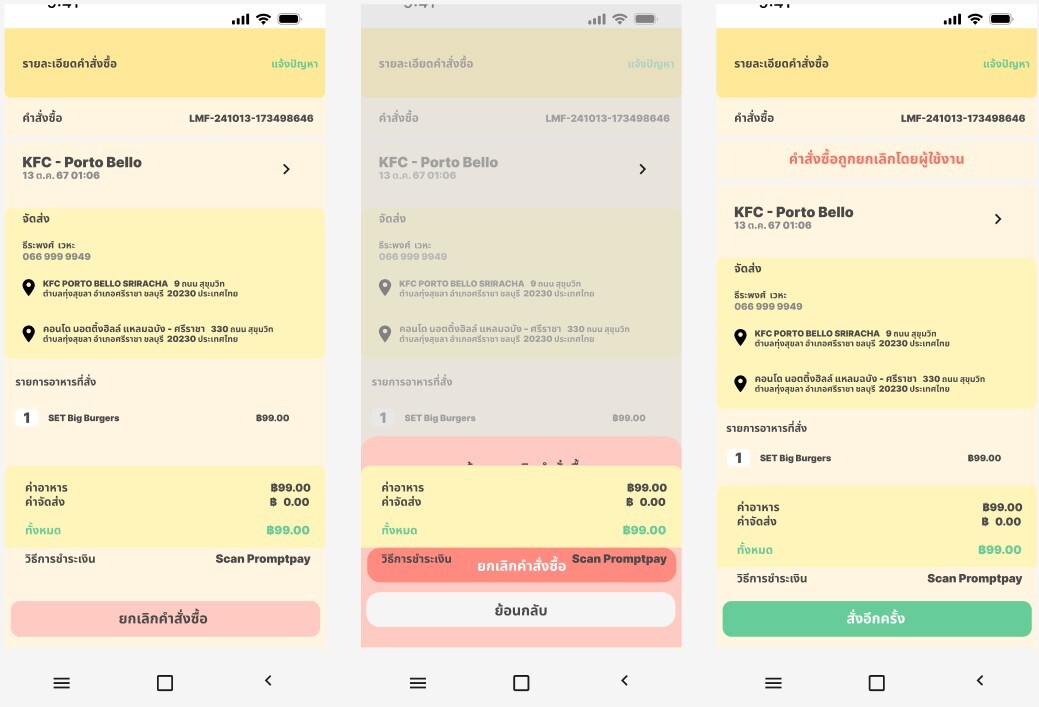 9:41
รายละเอียดคำสั่งซื้อ แจ้งปัญหา
คำสั่งซื้อ LMF-241013-173498646
KFC - Porto Bello
13 ต.ค. 67 01:06
จัดส่ง
ธีระพงศ์ เวหะ
066 999 9949
KFC PORTO BELLO SRIRACHA 9 ถนน สุขุมวิท
ตำบลทุ่งสุขลา อำเภอศรีราชา ชลบุรี 20230 ประเทศไทย
คอนโด นอตติ้งฮิลล์ แหลมฉบัง - ศรีราชา 330 ถนน สุขุมวิท
ตำบลทุ่งสุขลา อำเภอศรีราชา ชลบุรี 20230 ประเทศไทย
รายการอาหารที่สั่ง
1 SET Big Burgers ฿99.00
ค่าอาหาร ฿99.00
ค่าจัดส่ง ฿ 0.00
ทั้งหมด ฿99.00
วิธีการชำระเงิน Scan Promptpay
ยกเลิกคำสั่งซื้อ
9:41
รายละเอียดคำสั่งซื้อ แจ้งปัญหา
คำสั่งซื้อ LMF-241013-173498646
KFC - Porto Bello
13 ต.ค. 67 01:06
จัดส่ง
ธีระพงศ์ เวหะ
066 999 9949
KFC PORTO BELLO SRIRACHA 9 ถนน สุขุมวิท
ตำบลทุ่งสุขลา อำเภอศรีราชา ชลบุรี 20230 ประเทศไทย
คอนโด นอตติ้งฮิลล์ แหลมฉบัง - ศรีราชา 330 ถนน สุขุมวิท
ตำบลทุ่งสุขลา อำเภอศรีราชา ชลบุรี 20230 ประเทศไทย
รายการอาหารที่สั่ง
1 SET Big Burgers ฿99.00
ค่าอาหาร ฿99.00
ค่าจัดส่ง ฿ 0.00
ทั้งหมด ฿99.00
วิธีการชำระเงิน Scan Promptpay
ยกเลิกคำสั่งซื้อ
ย้อนกลับ
9:41
รายละเอียดคำสั่งซื้อ แจ้งปัญหา
คำสั่งซื้อ LMF-241013-173498646
คำสั่งซื้อถูกยกเลิกโดยผู้ใช้งาน
KFC - Porto Bello
13 ต.ค. 67 01:06
จัดส่ง
ธีระพงศ์ เวหะ
066 999 9949
KFC PORTO BELLO SRIRACHA 9 ถนน สุขุมวิท
ตำบลทุ่งสุขลา อำเภอศรีราชา ชลบุรี 20230 ประเทศไทย
คอนโด นอตติ้งฮิลล์ แหลมฉบัง - ศรีราชา 330 ถนน สุขุมวิท
ตำบลทุ่งสุขลา อำเภอศรีราชา ชลบุรี 20230 ประเทศไทย
รายการอาหารที่สั่ง
1 SET Big Burgers ฿99.00
ค่าอาหาร ฿99.00
ค่าจัดส่ง ฿ 0.00
ทั้งหมด ฿99.00
วิธีการชำระเงิน Scan Promptpay
สั่งอีกครั้ง